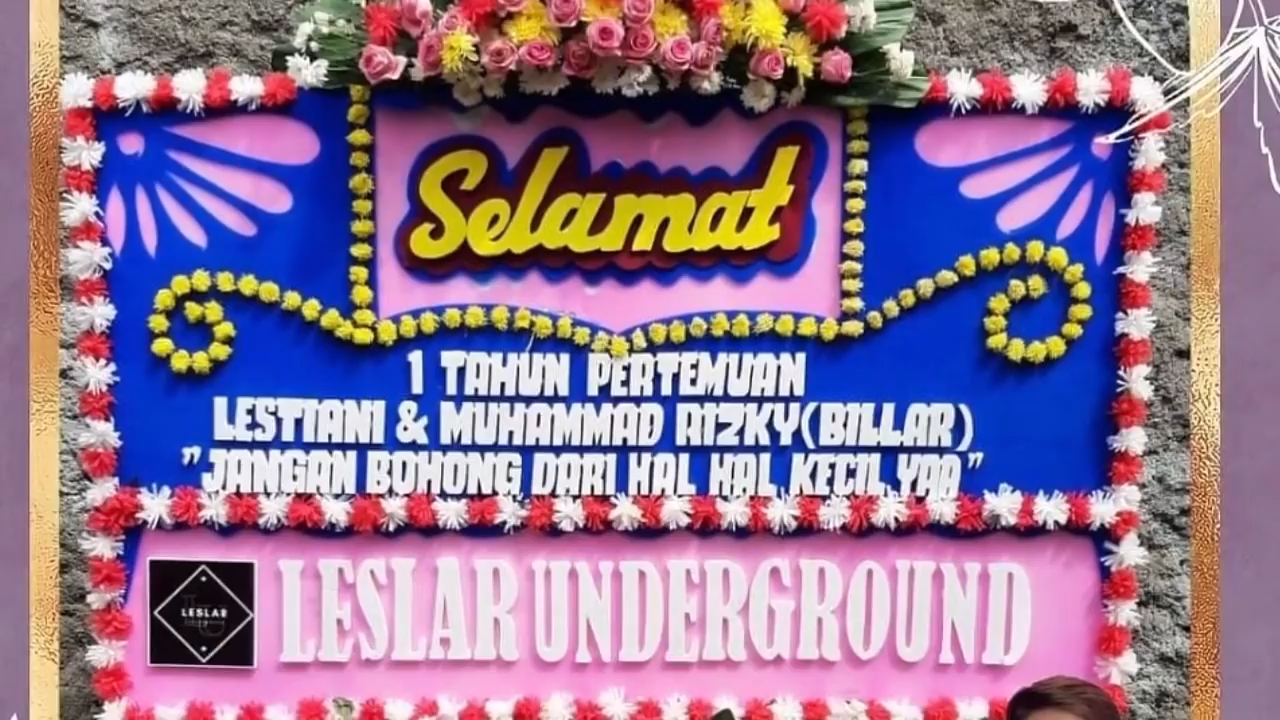 Selamat
1 TAHUN PERTEMUAN
LESTIANI & MUHAMMAD RIZKY(BILLAR)
"JANGAN BOHONG DARI HAL HAL KECIL YAA"
LESLAR
LESLAR UNDERGROUND